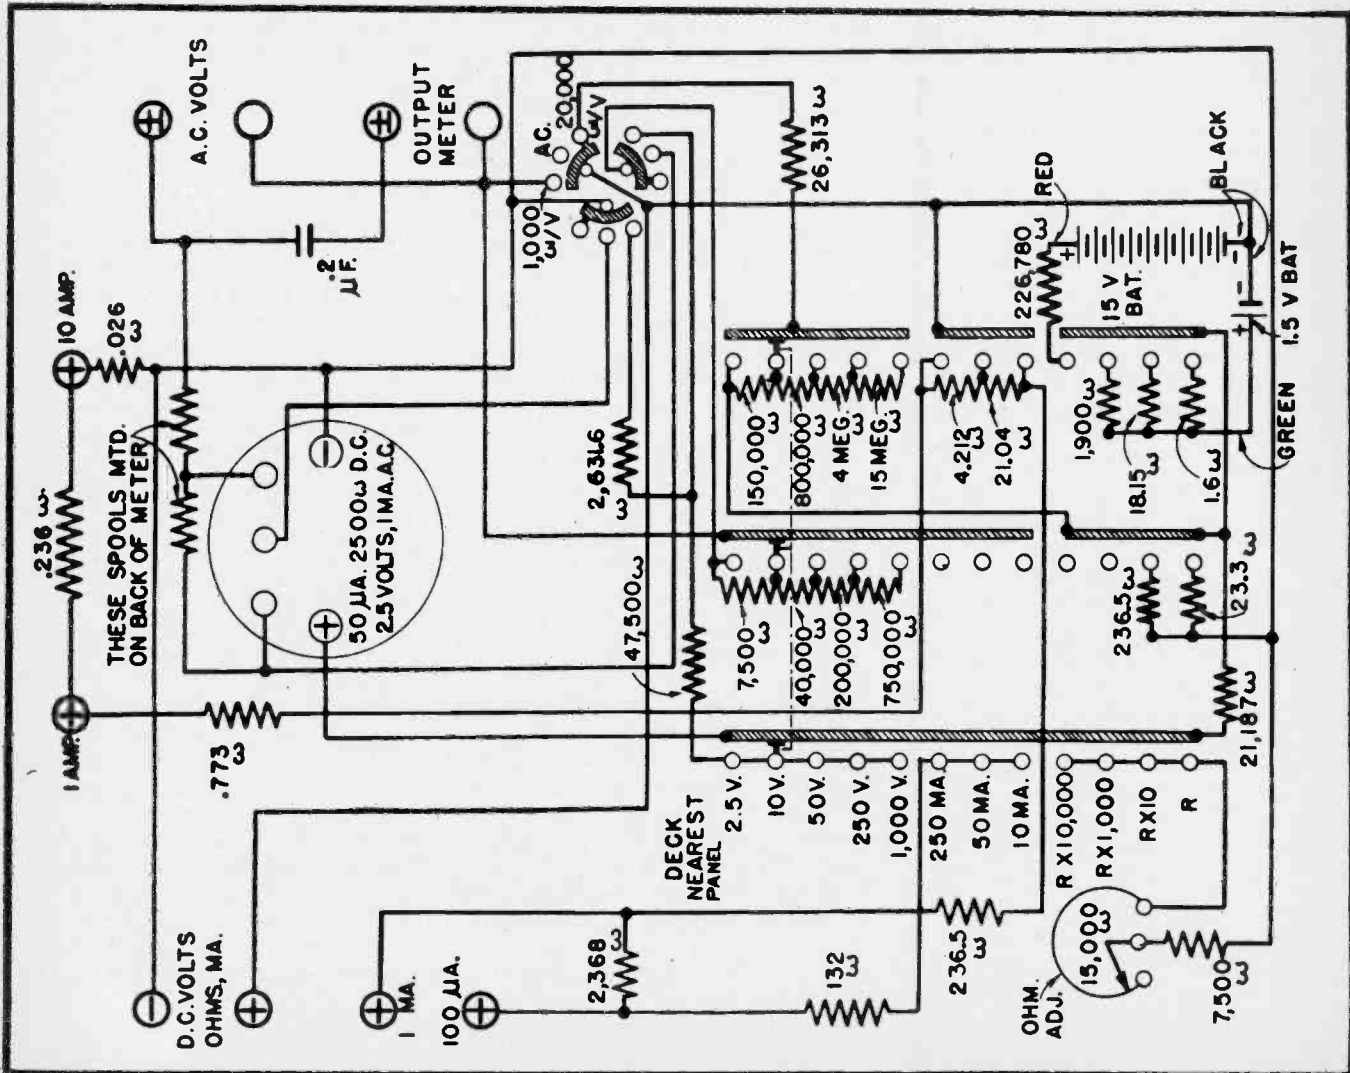 A.C. VOLTS
OUTPUT
METER
10 AMP.
.026
ω
.2
µF.
1,000
ω/V
A.C.
20,000
ω/V
26,313 ω
.236 ω
THESE SPOOLS MTD.
ON BACK OF METER.
50 µA. 2500ω D.C.
2.5 VOLTS, 1 MA. A.C.
1 AMP.
.773
ω
2,631.6
ω
47,500ω
RED
BLACK
226,780
ω
15 V
BAT.
1.5 V BAT
GREEN
150,000
ω
800,000
ω
4 MEG.
ω
15 MEG.
ω
4.212
ω
21.04
ω
1,900ω
18.15
ω
1.6 ω
7,500
ω
40,000
ω
200,000
ω
750,000
ω
236.5
ω
23.3 ω
21,187ω
DECK
NEAREST
PANEL
2.5 V.
10 V.
50 V.
250 V.
1,000 V.
250 MA.
50 MA.
10 MA.
R X10,000
R X1,000
R X10
R
D.C. VOLTS
OHMS, MA.
1 MA.
100 µA.
2,368
ω
132
ω
236.5
ω
OHM.
ADJ.
15,000
ω
7,500
ω